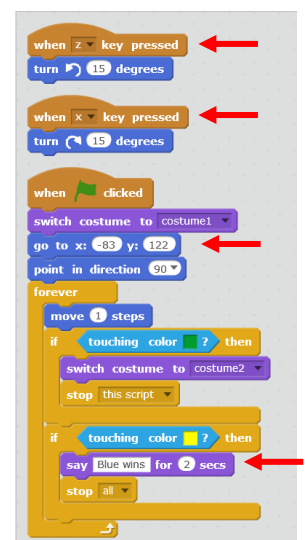 when z key pressed
turn 15 degrees
when x key pressed
turn 15 degrees
when clicked
switch costume to costume1
go to x: -83 y: 122
point in direction 90
forever
move 1 steps
if touching color ? then
switch costume to costume2
stop this script
if touching color ? then
say Blue wins for 2 secs
stop all